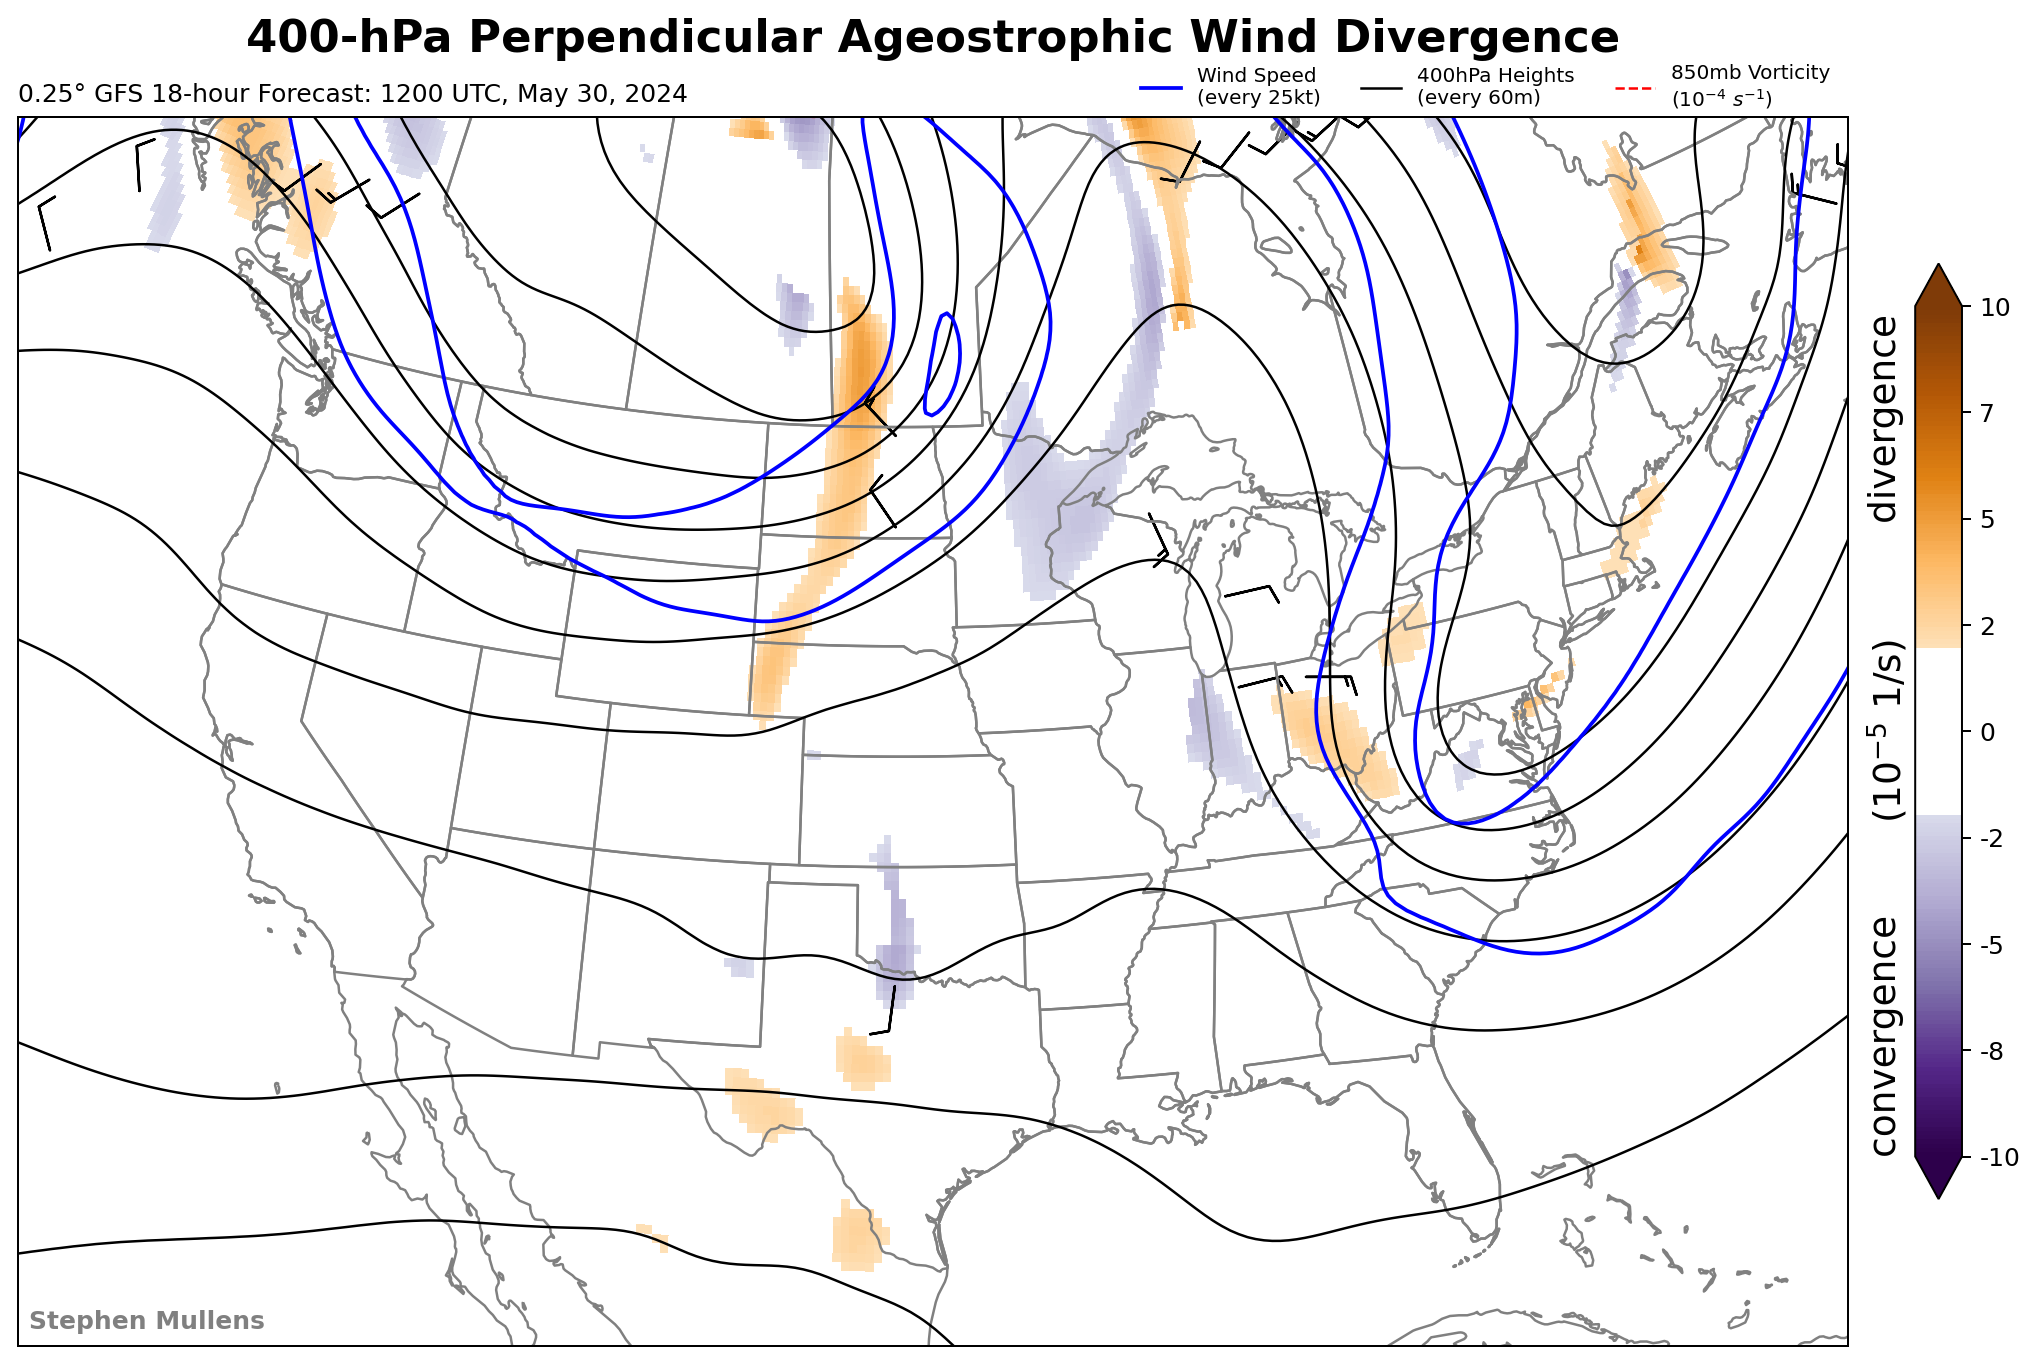 400-hPa Perpendicular Ageostrophic Wind Divergence
0.25° GFS 18-hour Forecast: 1200 UTC, May 30, 2024
Wind Speed
(every 25kt)
400hPa Heights
(every 60m)
850mb Vorticity
(10⁻⁴ s⁻¹)
convergence (10⁻⁵ 1/s) divergence
10
7
5
2
0
-2
-5
-8
-10
Stephen Mullens